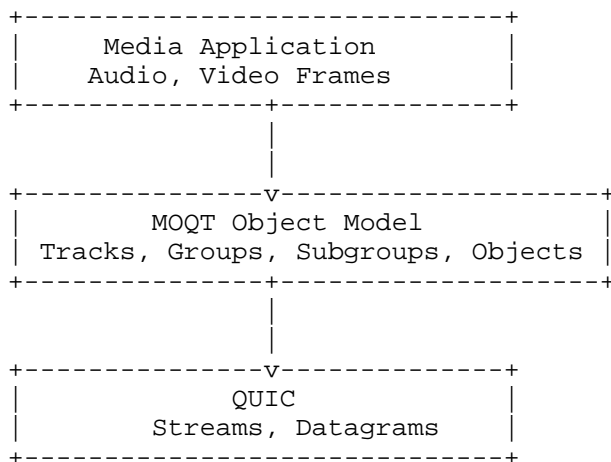 Media Application
Audio, Video Frames
MOQT Object Model
Tracks, Groups, Subgroups, Objects
QUIC
Streams, Datagrams